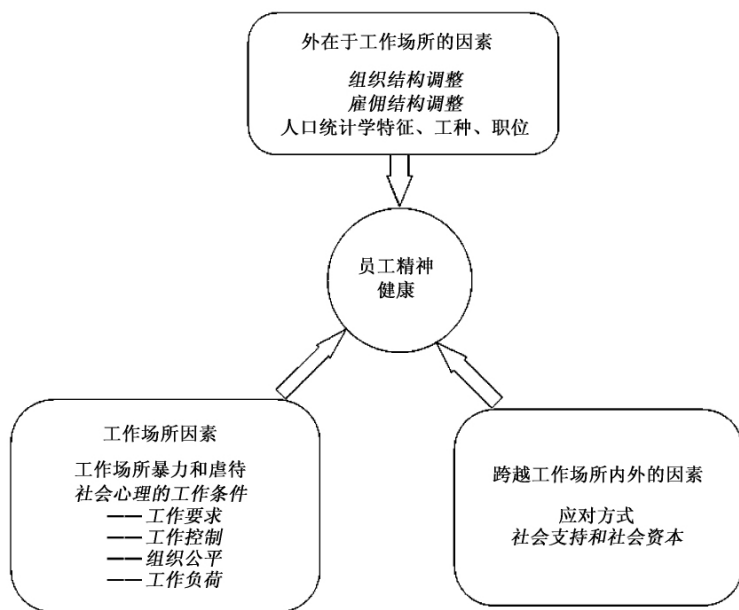 外在于工作场所的因素
组织结构调整
雇佣结构调整
人口统计学特征、工种、职位
员工精神
健康
工作场所因素
工作场所暴力和虐待
社会心理的工作条件
——工作要求
——工作控制
——组织公平
——工作负荷
跨越工作场所内外的因素
应对方式
社会支持和社会资本